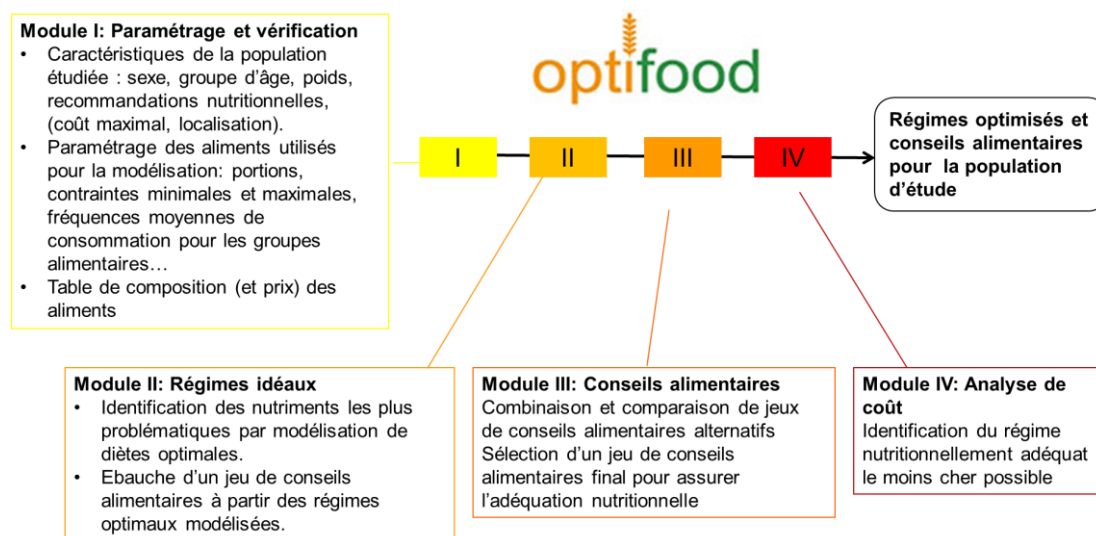 Module I: Paramétrage et vérification
• Caractéristiques de la population
étudiée : sexe, groupe d'âge, poids,
recommandations nutritionnelles,
(coût maximal, localisation).
• Paramétrage des aliments utilisés
pour la modélisation: portions,
contraintes minimales et maximales,
fréquences moyennes de
consommation pour les groupes
alimentaires…
• Table de composition (et prix) des
aliments
optifood
I
II
III
IV
Régimes optimisés et
conseils alimentaires
pour la population
d'étude
Module II: Régimes idéaux
• Identification des nutriments les plus
problématiques par modélisation de
diètes optimales.
• Ebauche d'un jeu de conseils
alimentaires à partir des régimes
optimaux modélisées.
Module III: Conseils alimentaires
Combinaison et comparaison de jeux
de conseils alimentaires alternatifs
Sélection d'un jeu de conseils
alimentaires final pour assurer
l'adéquation nutritionnelle
Module IV: Analyse de
coût
Identification du régime
nutritionnellement adéquat
le moins cher possible